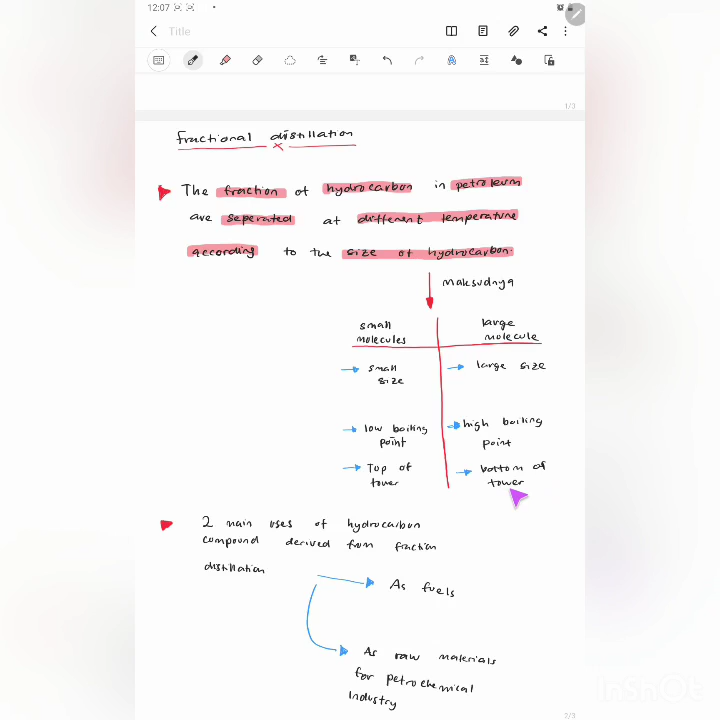 12:07
Title
1/3
fractional distillation
The fraction of hydrocarbon in petroleum
are seperated at different temperature
according to the size of hydrocarbon.
maksudnya
small
molecules
large
molecule
small
size
large size
low boiling
point
high boiling
point
Top of
tower
bottom of
tower
2 main uses of hydrocarbon
compound derived from fraction
distillation
As fuels
As raw materials
for petrochemical
industry
InShOt
2/3